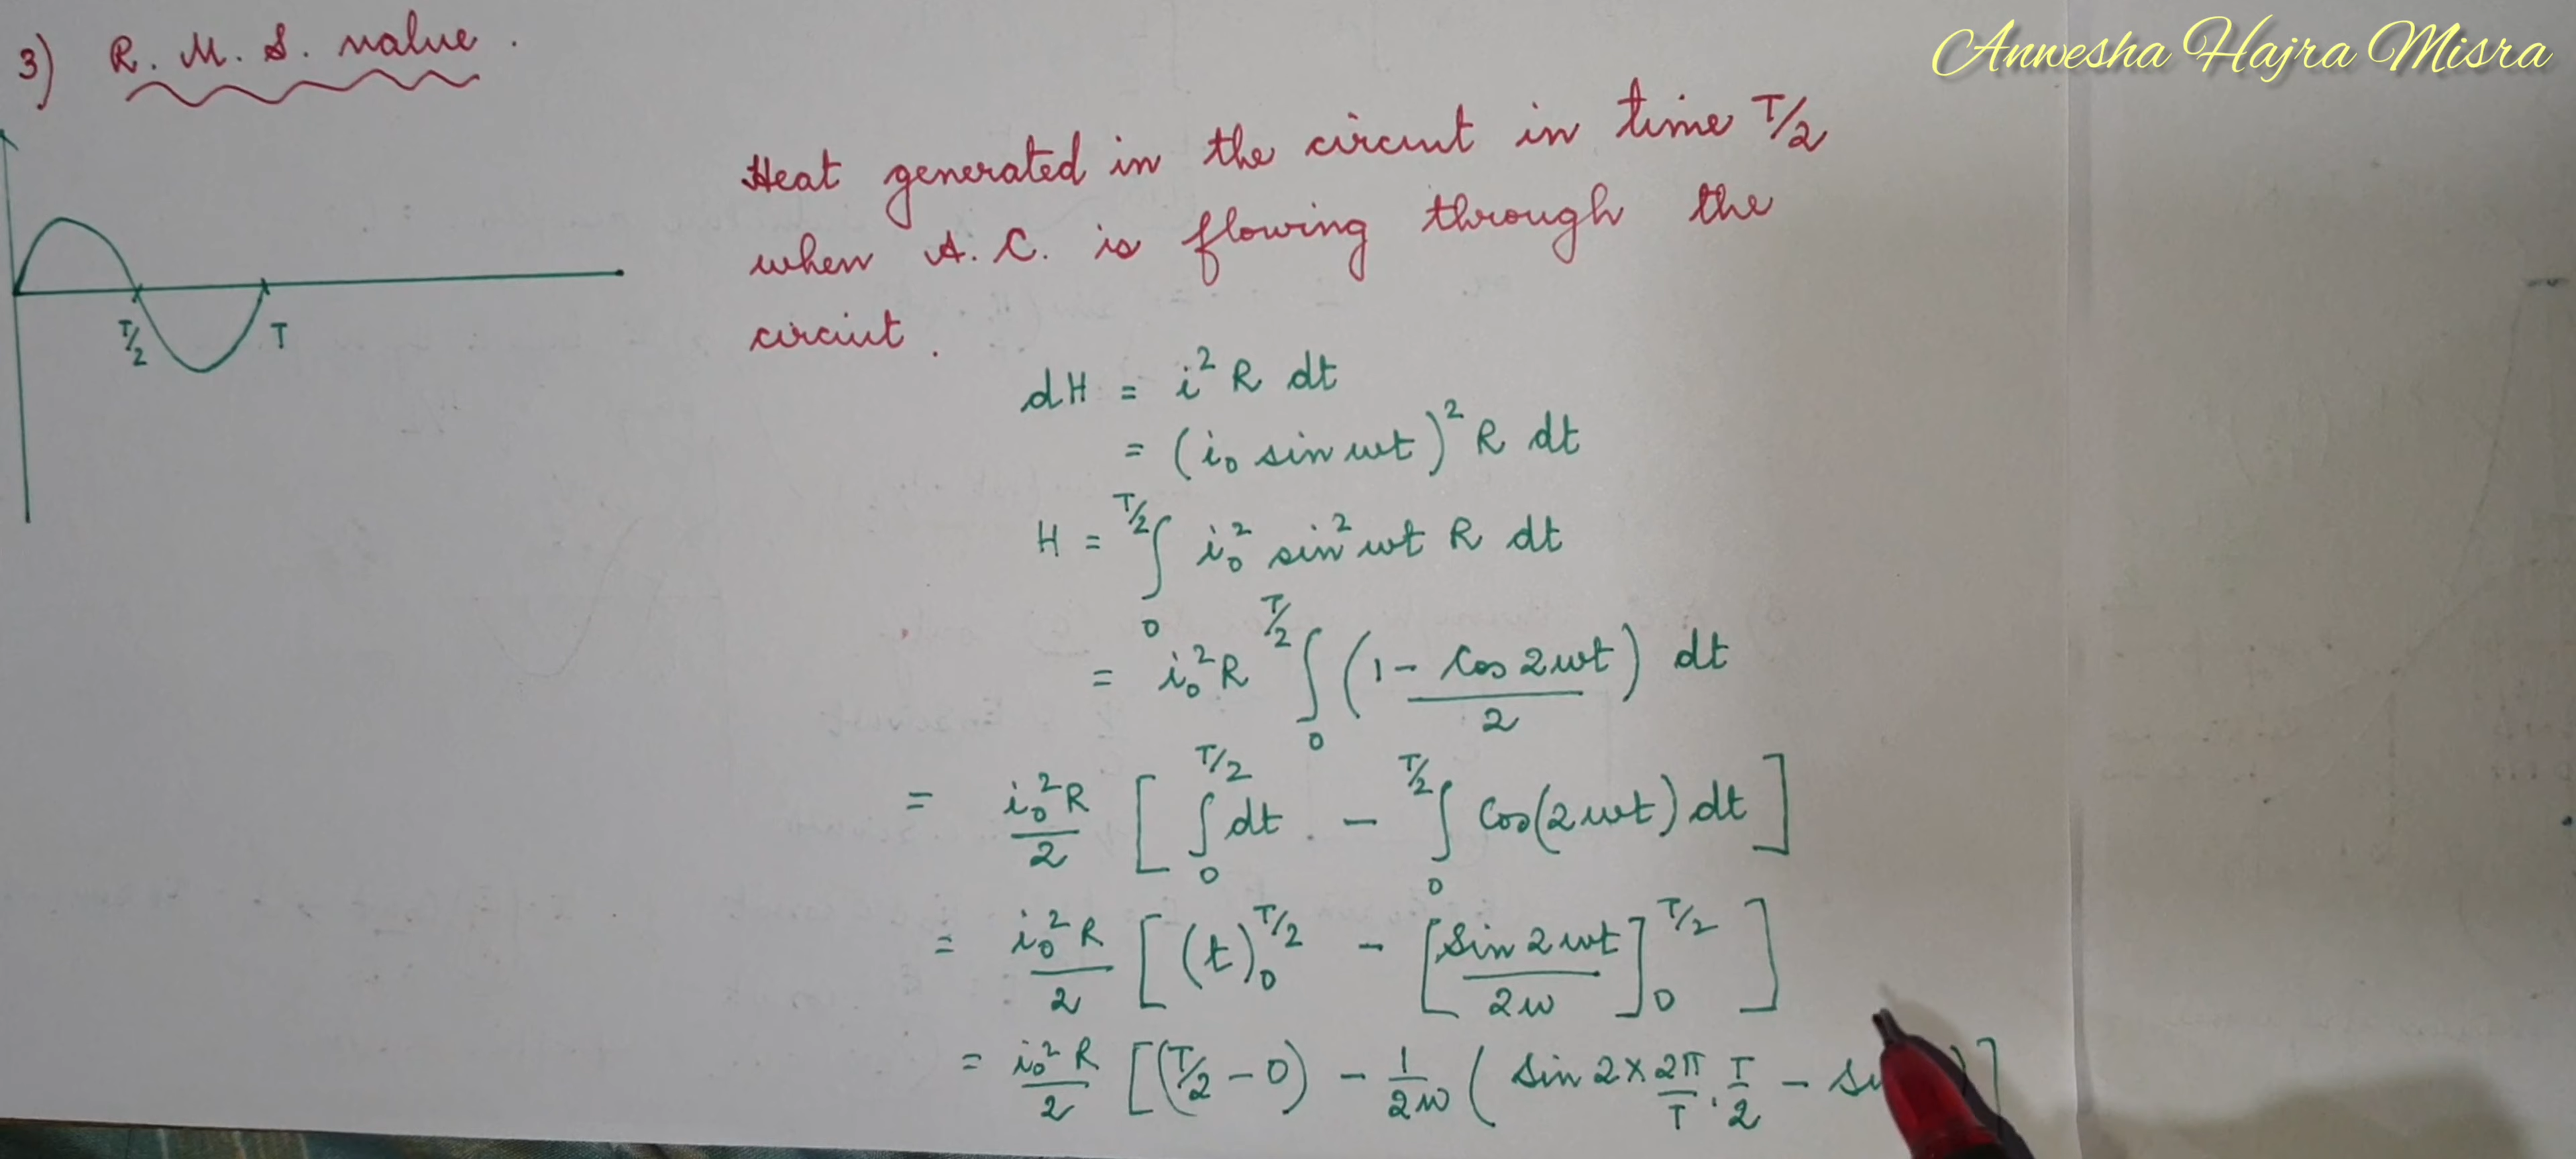 3) R. M. S. value.
Anwesha Hajra Misra
T/2 T
Heat generated in the circuit in time T/2
when A. C. is flowing through the
circuit.
dH = i² R dt
= (i₀ sin ωt)² R dt
H = ∫₀^{T/2} i₀² sin² ωt R dt
= i₀² R ∫₀^{T/2} (1 - cos 2ωt / 2) dt
= i₀² R / 2 [ ∫₀^{T/2} dt - ∫₀^{T/2} cos(2ωt) dt ]
= i₀² R / 2 [ (t)₀^{T/2} - [ sin 2ωt / 2ω ]₀^{T/2} ]
= i₀² R / 2 [ (T/2 - 0) - 1/2ω ( sin 2 × 2π/T . T/2 - )]